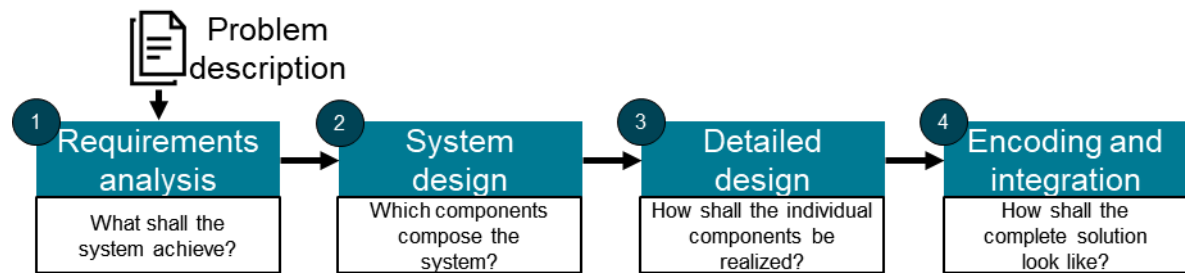 Problem
description
1
Requirements
analysis
What shall the
system achieve?
2
System
design
Which components
compose the
system?
3
Detailed
design
How shall the individual
components be
realized?
4
Encoding and
integration
How shall the
complete solution
look like?